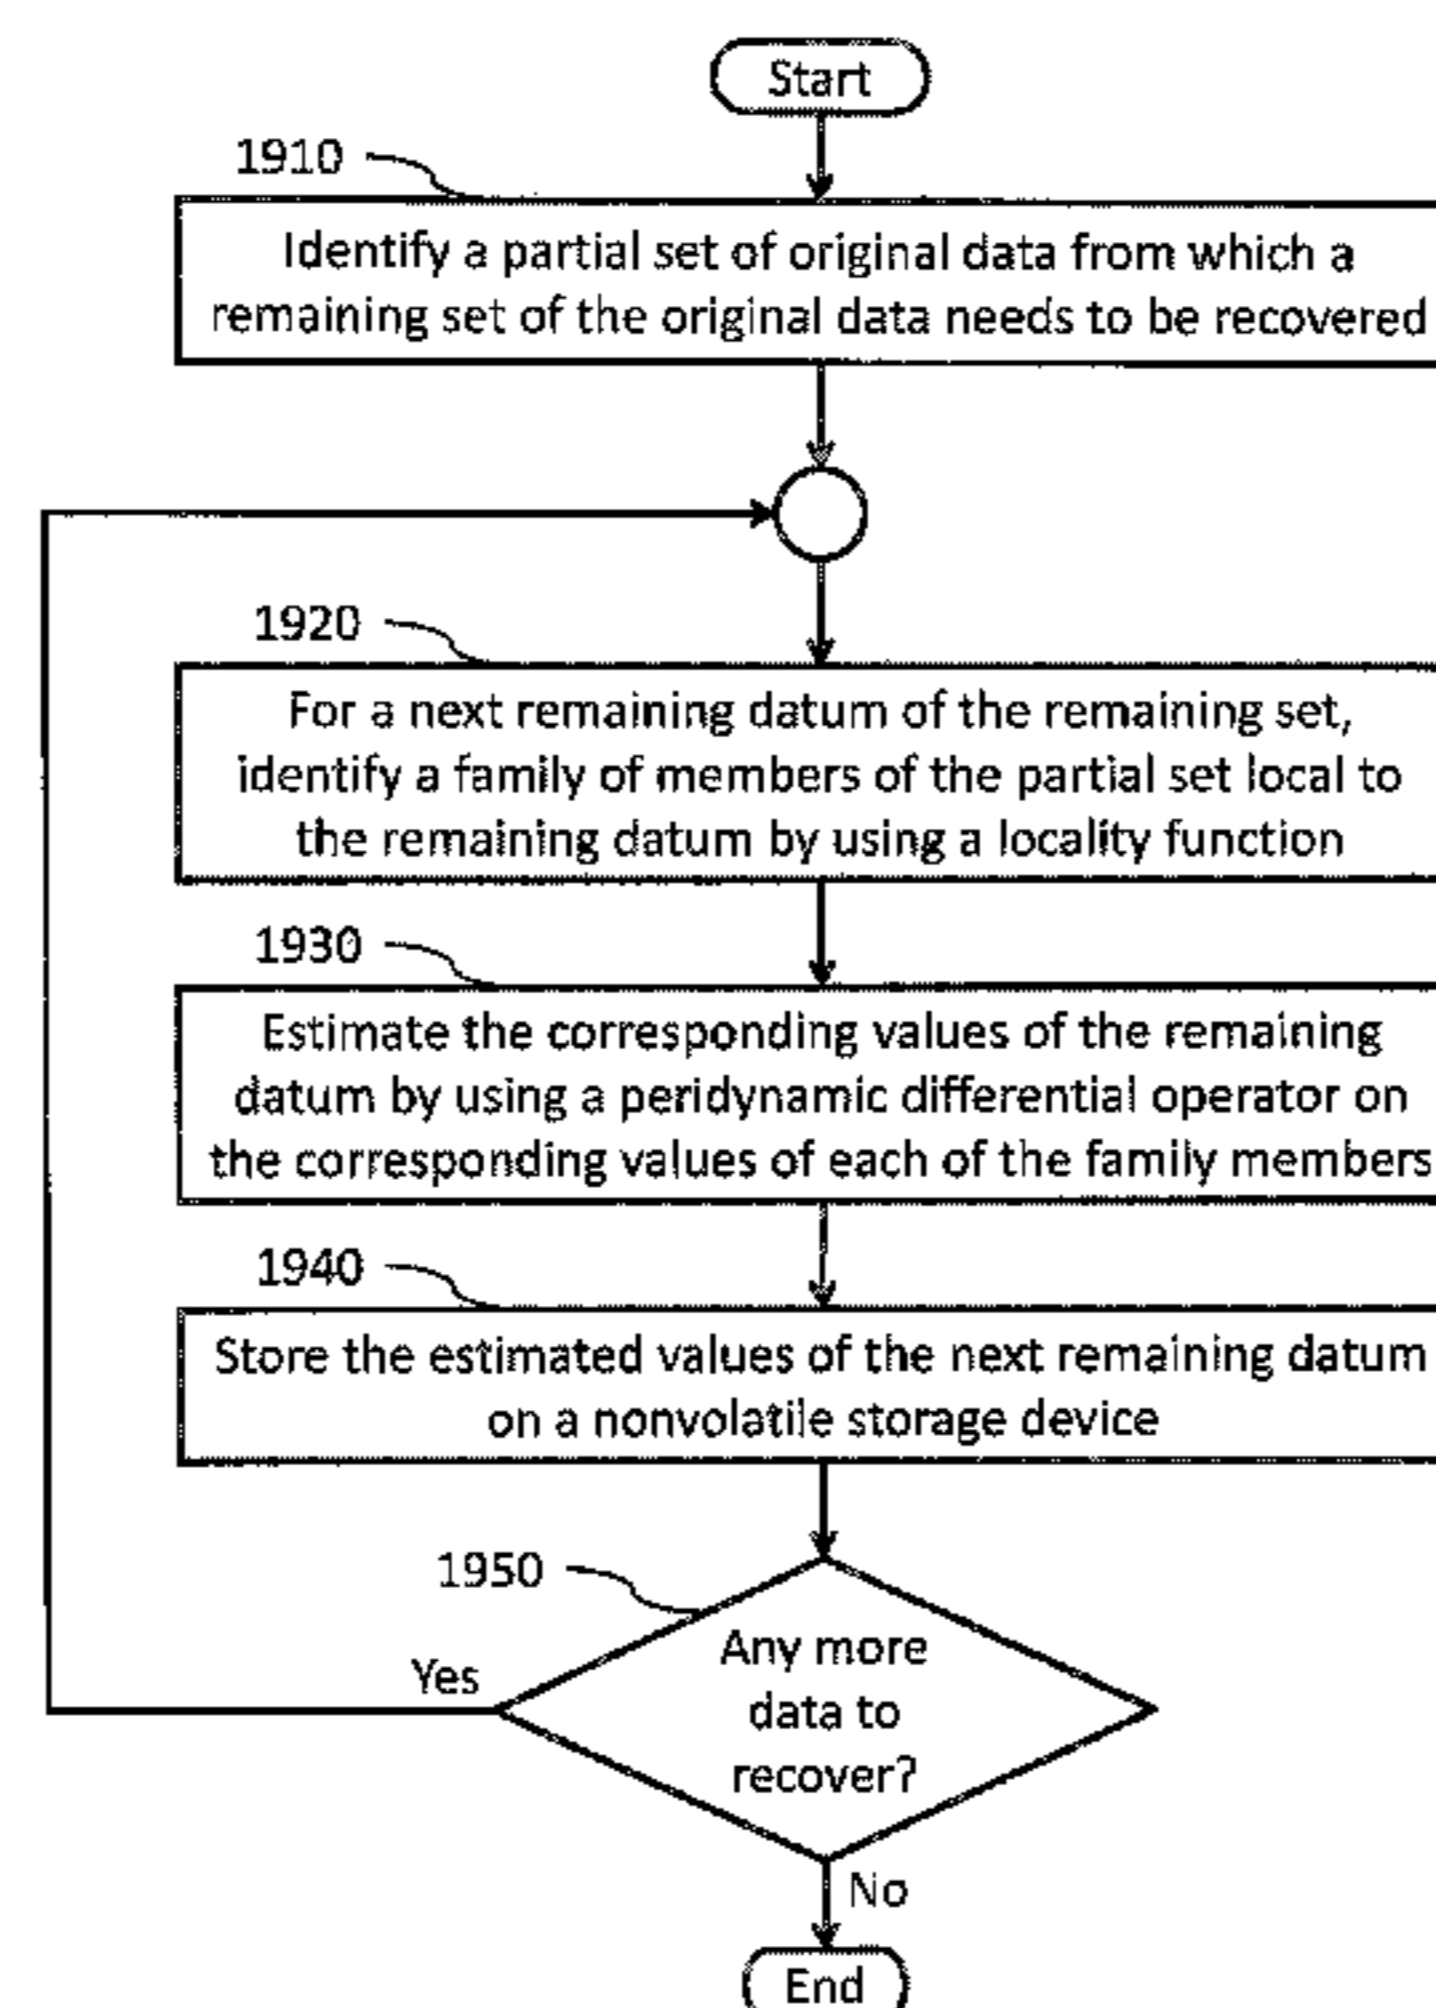 Start
1910
Identify a partial set of original data from which a
remaining set of the original data needs to be recovered
1920
For a next remaining datum of the remaining set,
identify a family of members of the partial set local to
the remaining datum by using a locality function
1930
Estimate the corresponding values of the remaining
datum by using a peridynamic differential operator on
the corresponding values of each of the family members
1940
Store the estimated values of the next remaining datum
on a nonvolatile storage device
1950
Any more
data to
recover?
Yes
No
End